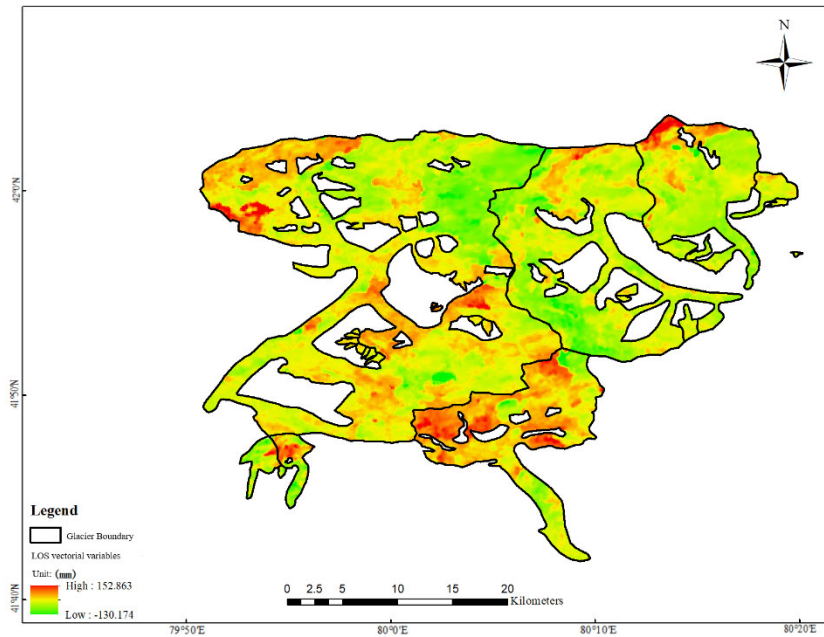 N
42°0'N
41°50'N
41°40'N
Legend
Glacier Boundary
LOS vectorial variables
Unit: (mm)
High : 152.863
Low : -130.174
0 2.5 5 10 15 20
Kilometers
79°50'E 80°0'E 80°10'E 80°20'E